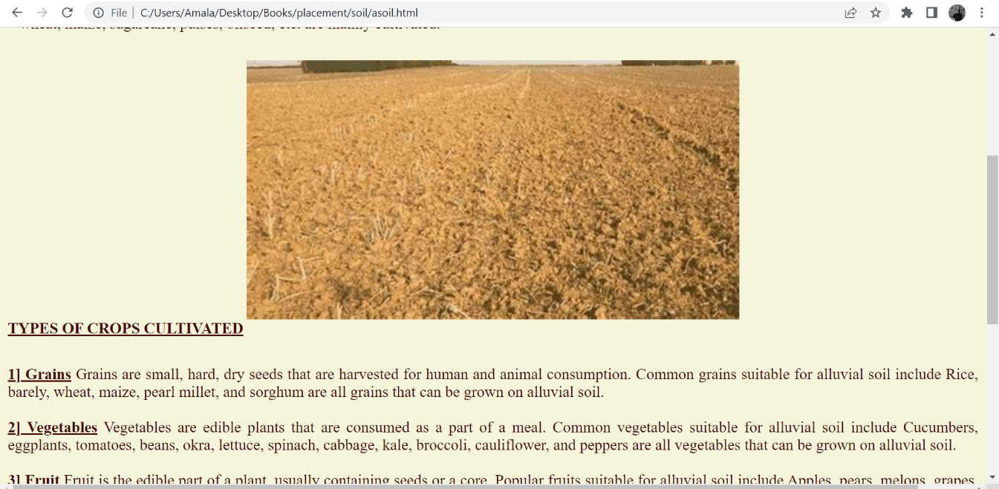 File
C:/Users/Amala/Desktop/Books/placement/soil/asoil.html
wheat, maize, sugarcane, pulses, oilseed, etc. are mainly cultivated.
TYPES OF CROPS CULTIVATED
1] Grains Grains are small, hard, dry seeds that are harvested for human and animal consumption. Common grains suitable for alluvial soil include Rice,
barely, wheat, maize, pearl millet, and sorghum are all grains that can be grown on alluvial soil.
2] Vegetables Vegetables are edible plants that are consumed as a part of a meal. Common vegetables suitable for alluvial soil include Cucumbers,
eggplants, tomatoes, beans, okra, lettuce, spinach, cabbage, kale, broccoli, cauliflower, and peppers are all vegetables that can be grown on alluvial soil.
3] Fruit Fruit is the edible part of a plant, usually containing seeds or a core. Popular fruits suitable for alluvial soil include Apples, pears, melons, grapes,